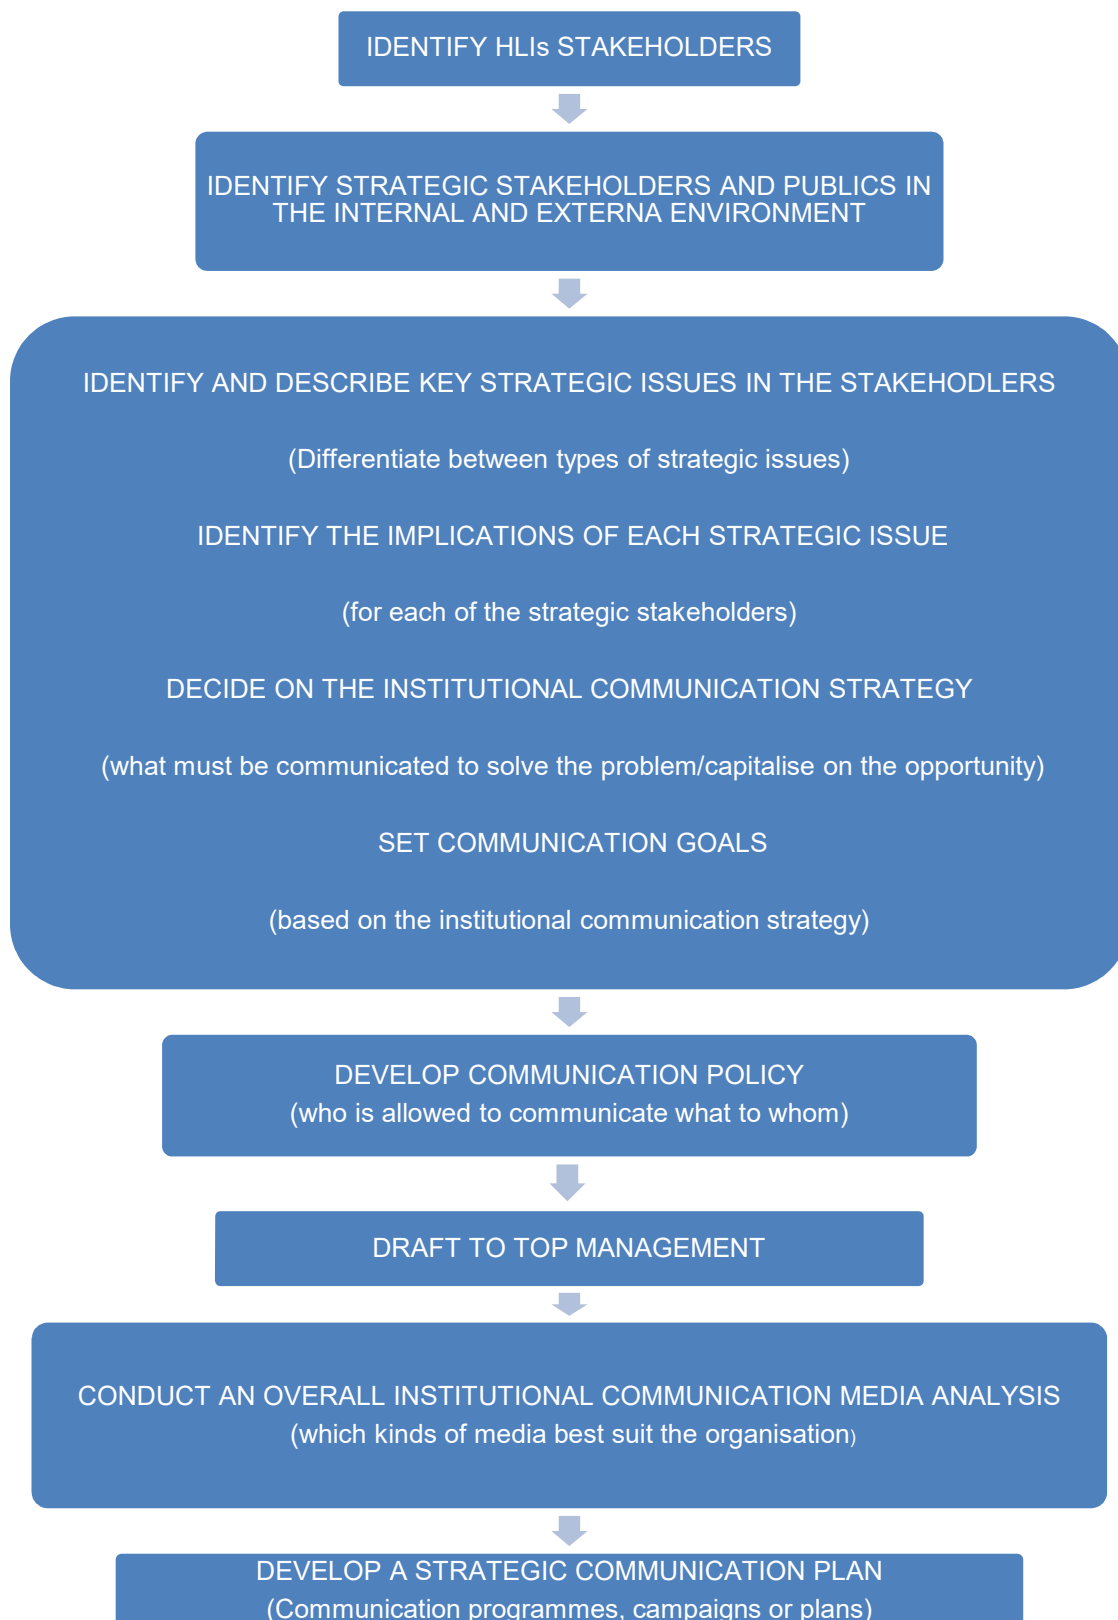 IDENTIFY HLIs STAKEHOLDERS
IDENTIFY STRATEGIC STAKEHOLDERS AND PUBLICS IN
THE INTERNAL AND EXTERNA ENVIRONMENT
IDENTIFY AND DESCRIBE KEY STRATEGIC ISSUES IN THE STAKEHODLERS
(Differentiate between types of strategic issues)
IDENTIFY THE IMPLICATIONS OF EACH STRATEGIC ISSUE
(for each of the strategic stakeholders)
DECIDE ON THE INSTITUTIONAL COMMUNICATION STRATEGY
(what must be communicated to solve the problem/capitalise on the opportunity)
SET COMMUNICATION GOALS
(based on the institutional communication strategy)
DEVELOP COMMUNICATION POLICY
(who is allowed to communicate what to whom)
DRAFT TO TOP MANAGEMENT
CONDUCT AN OVERALL INSTITUTIONAL COMMUNICATION MEDIA ANALYSIS
(which kinds of media best suit the organisation)
DEVELOP A STRATEGIC COMMUNICATION PLAN
(Communication programmes, campaigns or plans)